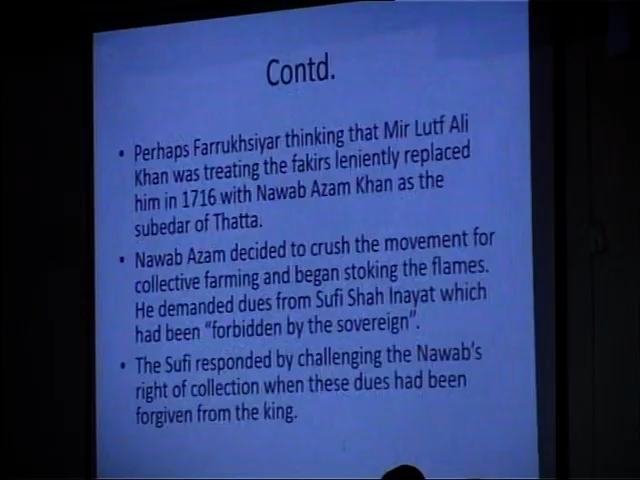 Contd.
• Perhaps Farrukhsiyar thinking that Mir Lutf Ali
Khan was treating the fakirs leniently replaced
him in 1716 with Nawab Azam Khan as the
subedar of Thatta.
• Nawab Azam decided to crush the movement for
collective farming and began stoking the flames.
He demanded dues from Sufi Shah Inayat which
had been “forbidden by the sovereign”.
• The Sufi responded by challenging the Nawab’s
right of collection when these dues had been
forgiven from the king.